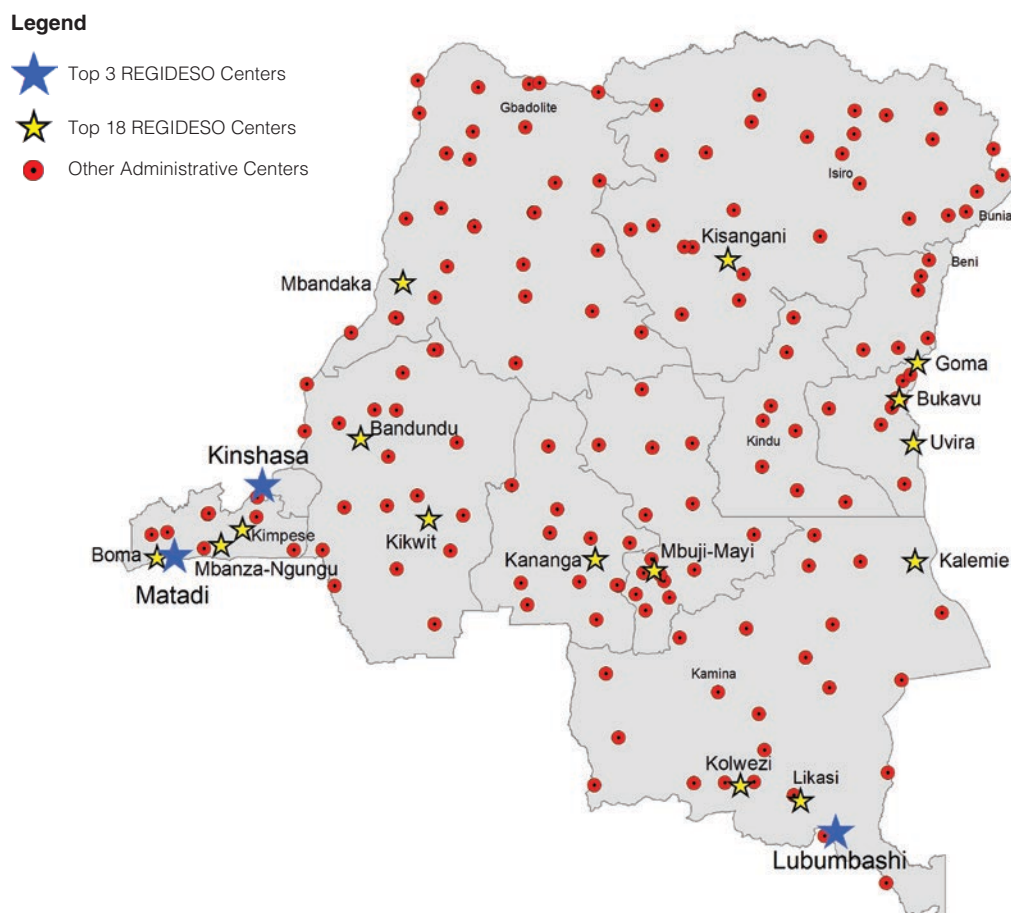 Legend
Top 3 REGIDESO Centers
Top 18 REGIDESO Centers
Other Administrative Centers
Gbadolite
Isiro
Bunia
Kisangani
Beni
Mbandaka
Goma
Bukavu
Bandundu
Kindu
Uvira
Kinshasa
Kimpese
Kikwit
Boma
Mbanza-Ngungu
Kananga
Mbuji-Mayi
Kalemie
Matadi
Kamina
Kolwezi
Likasi
Lubumbashi